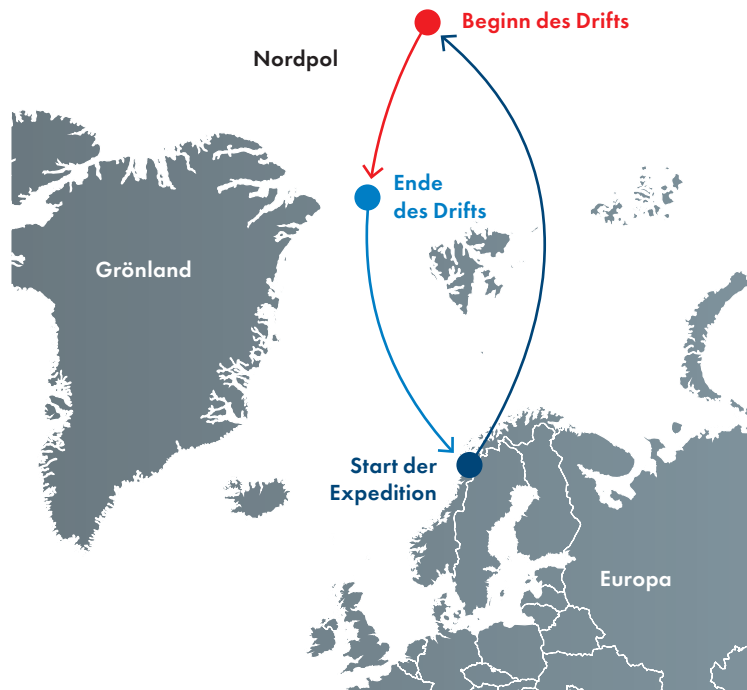 Beginn des Drifts
Nordpol
Ende
des Drifts
Grönland
Start der
Expedition
Europa